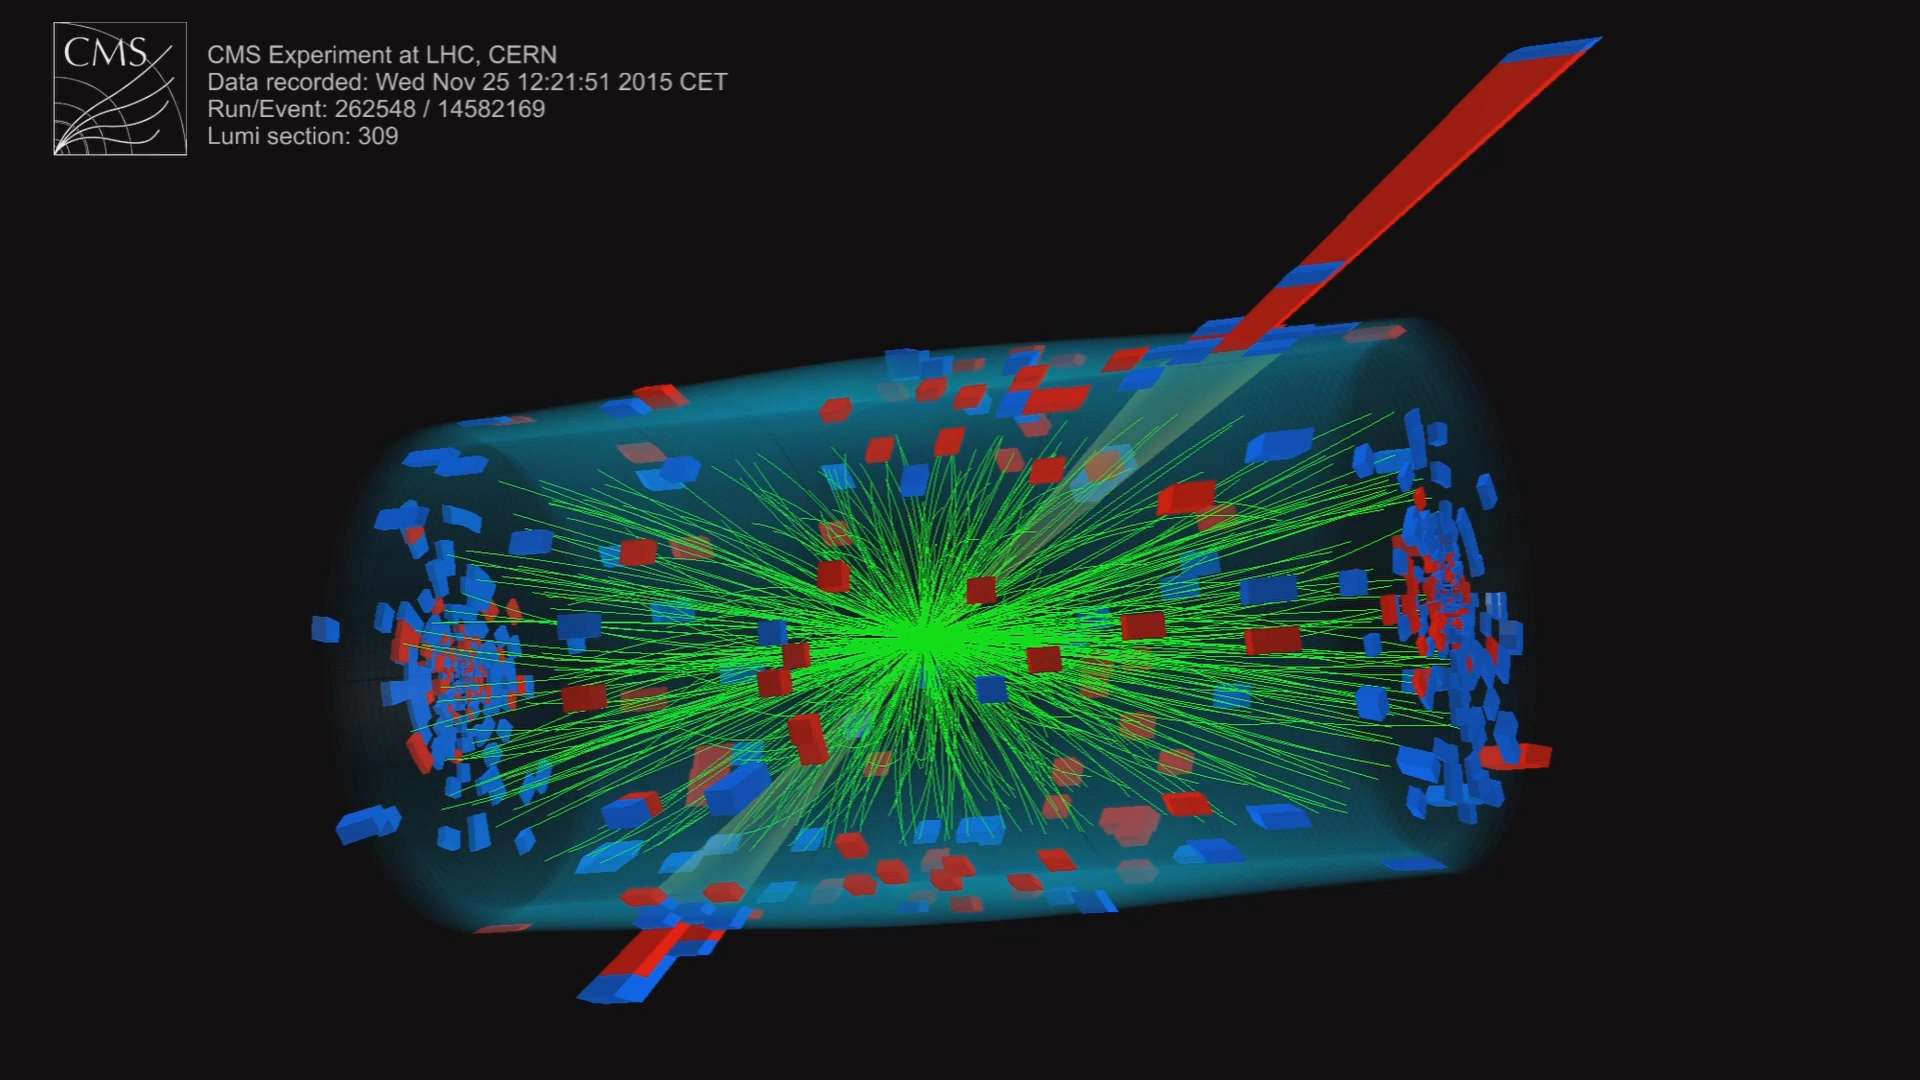 CMS
CMS Experiment at LHC, CERN
Data recorded: Wed Nov 25 12:21:51 2015 CET
Run/Event: 262548 / 14582169
Lumi section: 309